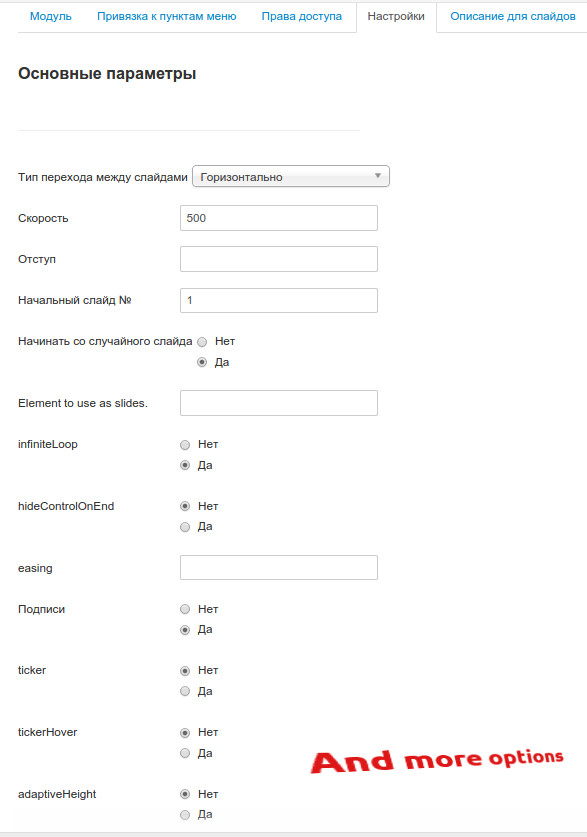 Модуль Привязка к пунктам меню Права доступа Настройки Описание для слайдов
Основные параметры
Тип перехода между слайдами Горизонтально
Скорость 500
Отступ
Начальный слайд № 1
Начинать со случайного слайда Нет
Да
Element to use as slides.
infiniteLoop Нет
Да
hideControlOnEnd Нет
Да
easing
Подписи Нет
Да
ticker Нет
Да
tickerHover Нет
Да
And more options
adaptiveHeight Нет
Да